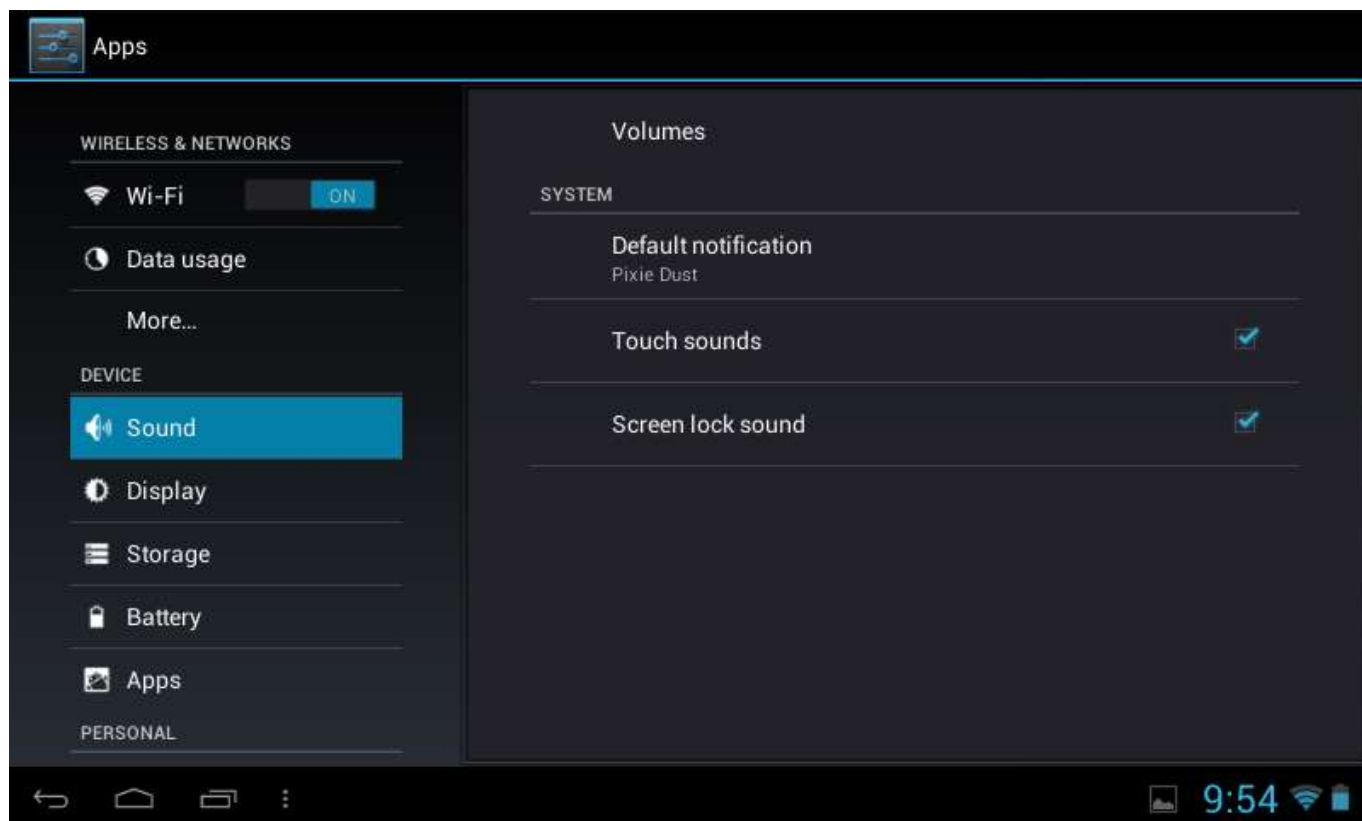 Apps
WIRELESS & NETWORKS
Wi-Fi ON
Data usage
More...
DEVICE
Sound
Display
Storage
Battery
Apps
PERSONAL
Volumes
SYSTEM
Default notification
Pixie Dust
Touch sounds
Screen lock sound
9:54